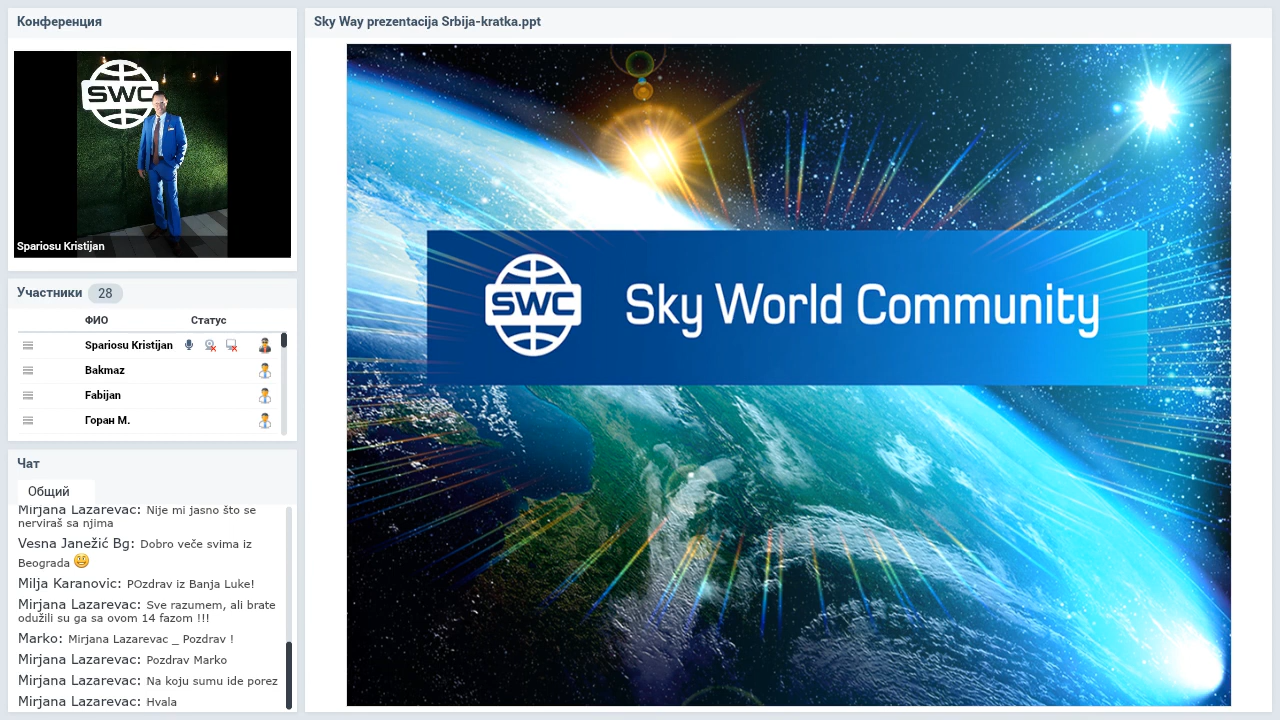 Конференция
SWC
Spariosu Kristijan
Участники 28
ФИО Статус
Spariosu Kristijan
Bakmaz
Fabijan
Горан М.
Чат
Общий
Mirjana Lazarevac: Nije mi jasno što se
nerviraš sa njima
Vesna Janežić Bg: Dobro veče svima iz
Beograda
Milja Karanovic: POzdrav iz Banja Luke!
Mirjana Lazarevac: Sve razumem, ali brate
odužili su ga sa ovom 14 fazom !!!
Marko: Mirjana Lazarevac _ Pozdrav !
Mirjana Lazarevac: Pozdrav Marko
Mirjana Lazarevac: Na koju sumu ide porez
Mirjana Lazarevac: Hvala
Sky Way prezentacija Srbija-kratka.ppt
SWC Sky World Community